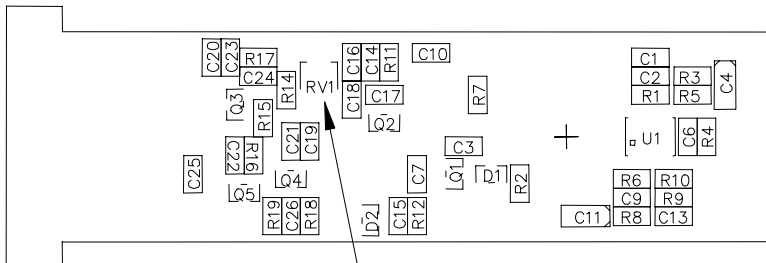 C20 C23 R17 C24 R14 RV1 C16 C14 R11 C10 C1
C18 C17 R7 C2 R3 C4
Q3 R15 Q2 R1 R5
C22 R16 C21 C19 C3 U1 C6 R4
C25 Q5 Q4 C7 Q1 D1 R2 R6 R10
C9 R9
R19 C26 R18 D2 C15 R12 C11 R8 C13